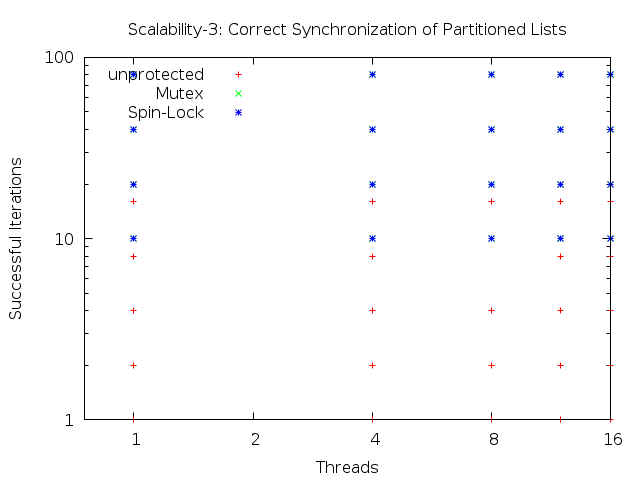 Scalability-3: Correct Synchronization of Partitioned Lists
100
unprotected
Mutex
Spin-Lock
Successful Iterations
10
1
1 2 4 8 16
Threads